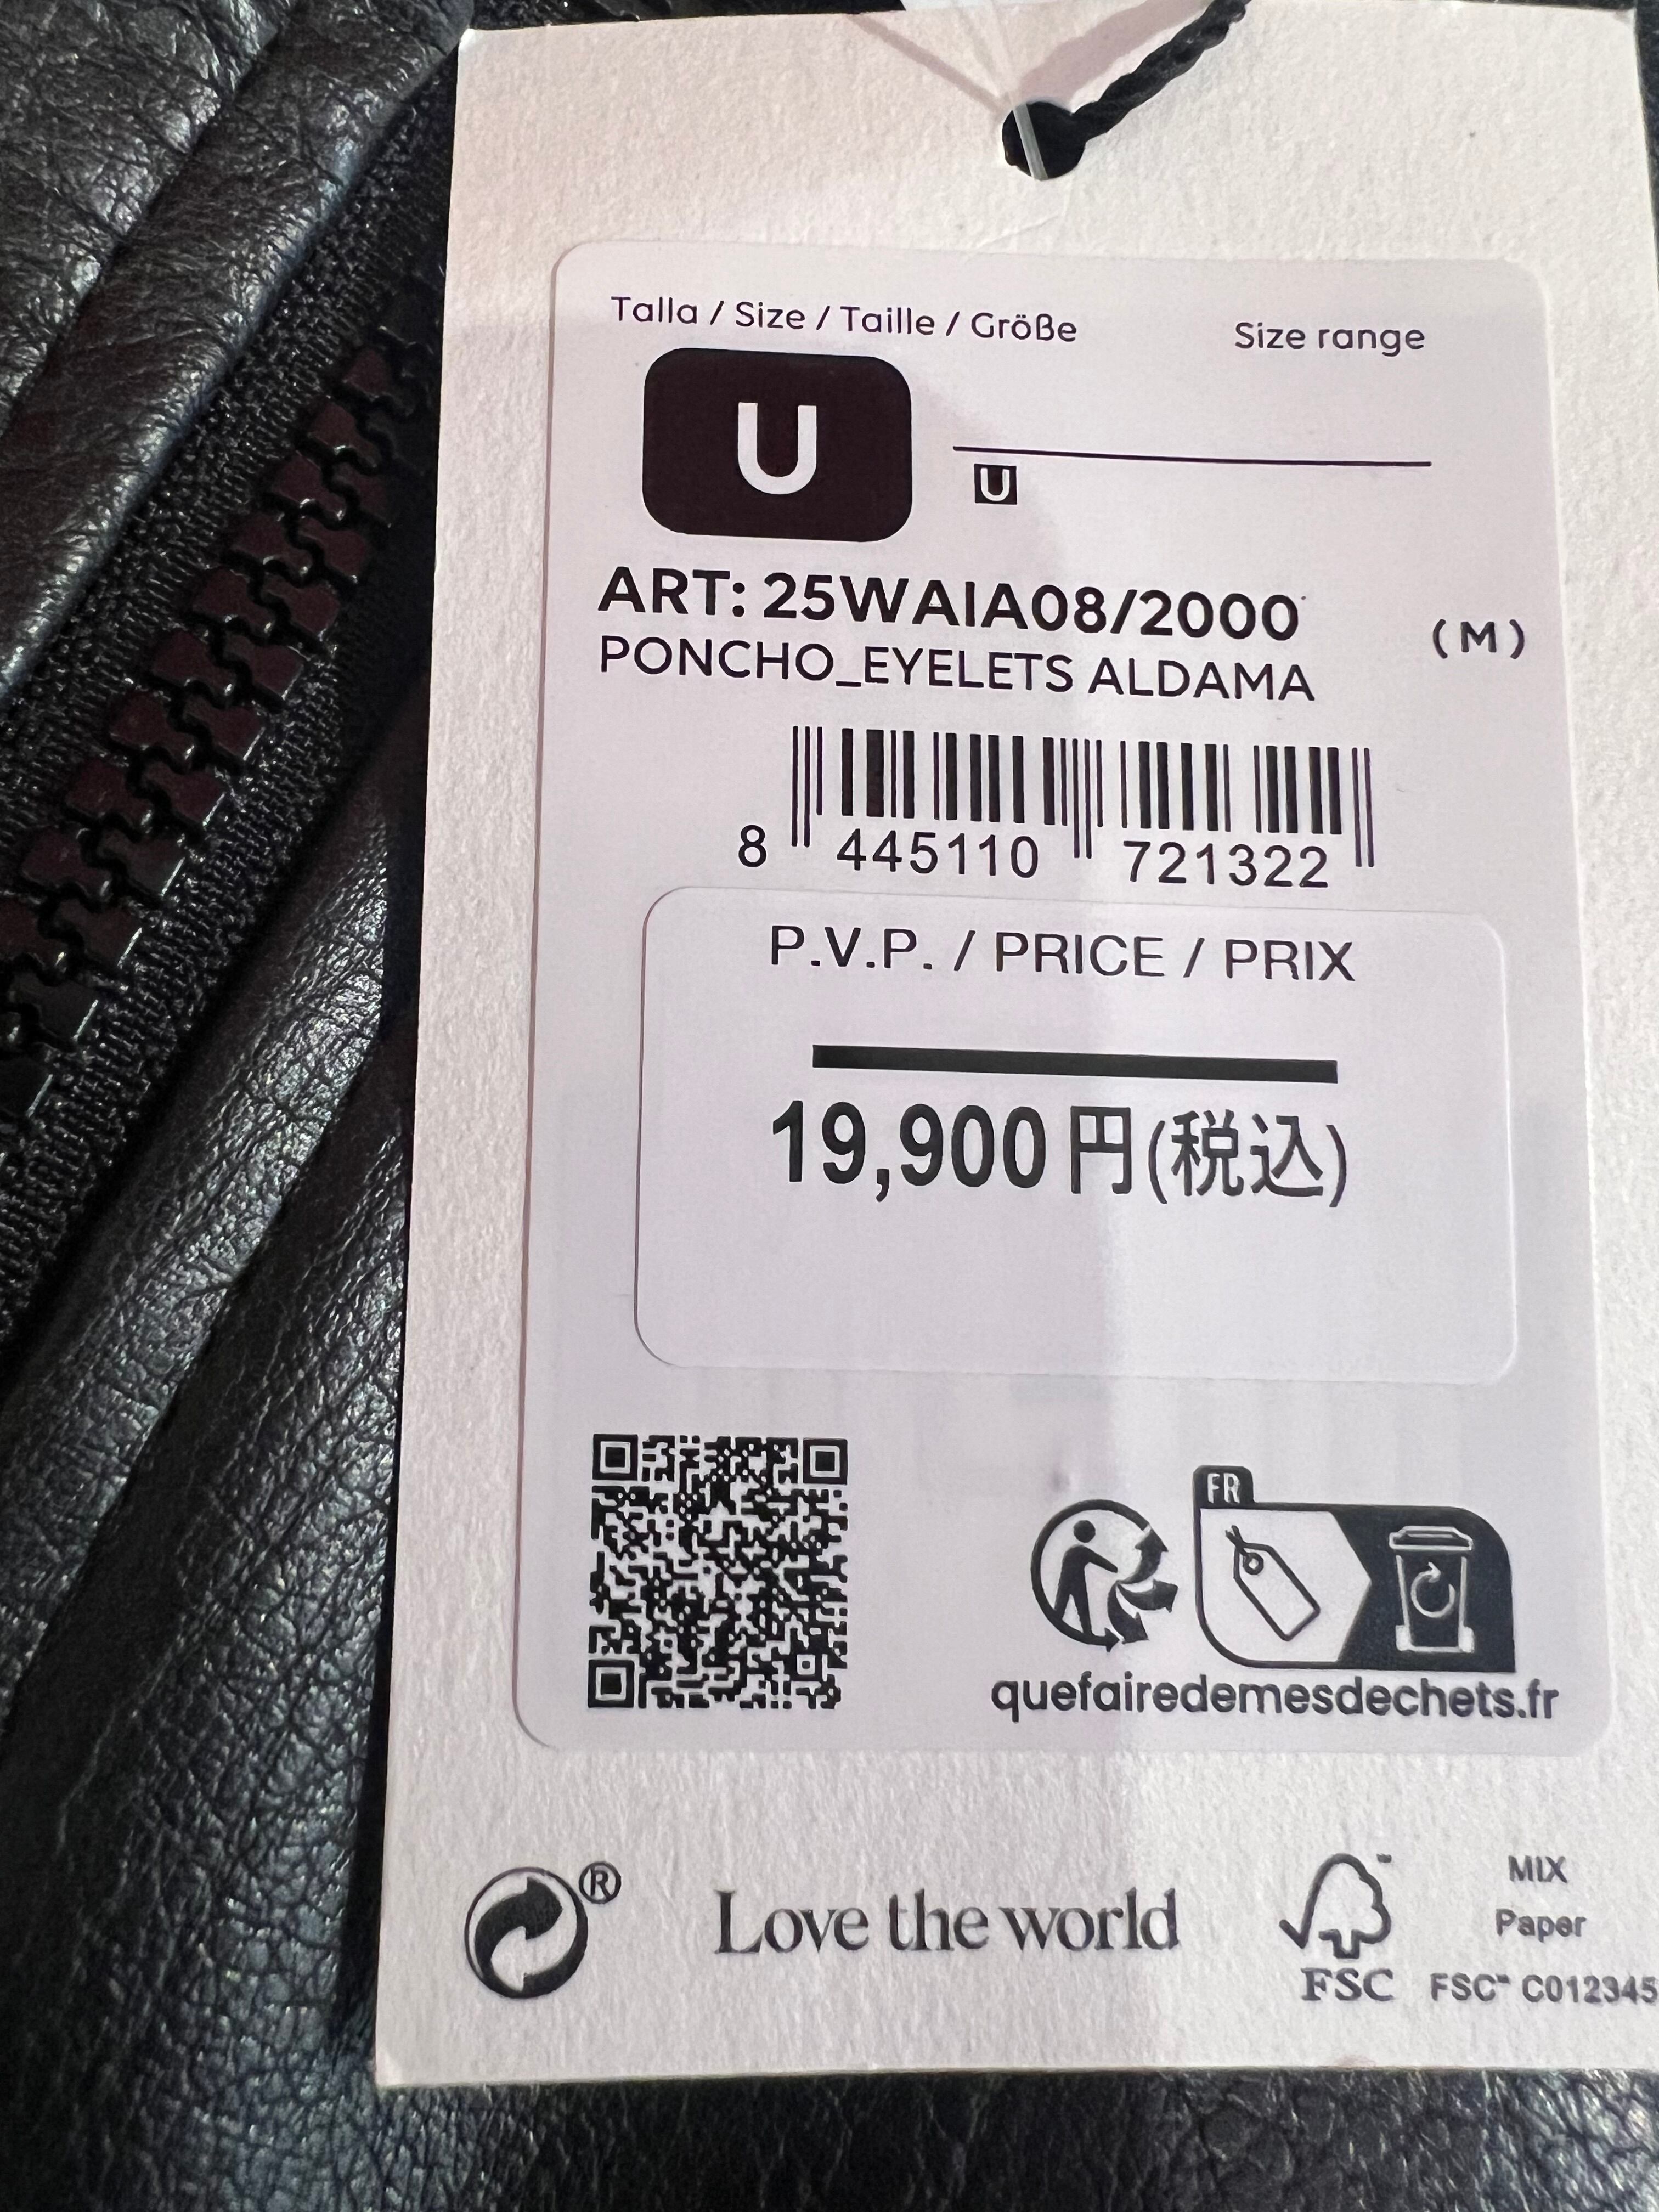 Talla / Size / Taille / Größe
Size range
U
U
ART: 25WAIA08/2000
(M)
PONCHO_EYELETS ALDAMA
8 445110 721322
P.V.P. / PRICE / PRIX
19,900円(税込)
FR
quefairedemesdechets.fr
®
Love the world
FSC
MIX
Paper
FSC™ C012345